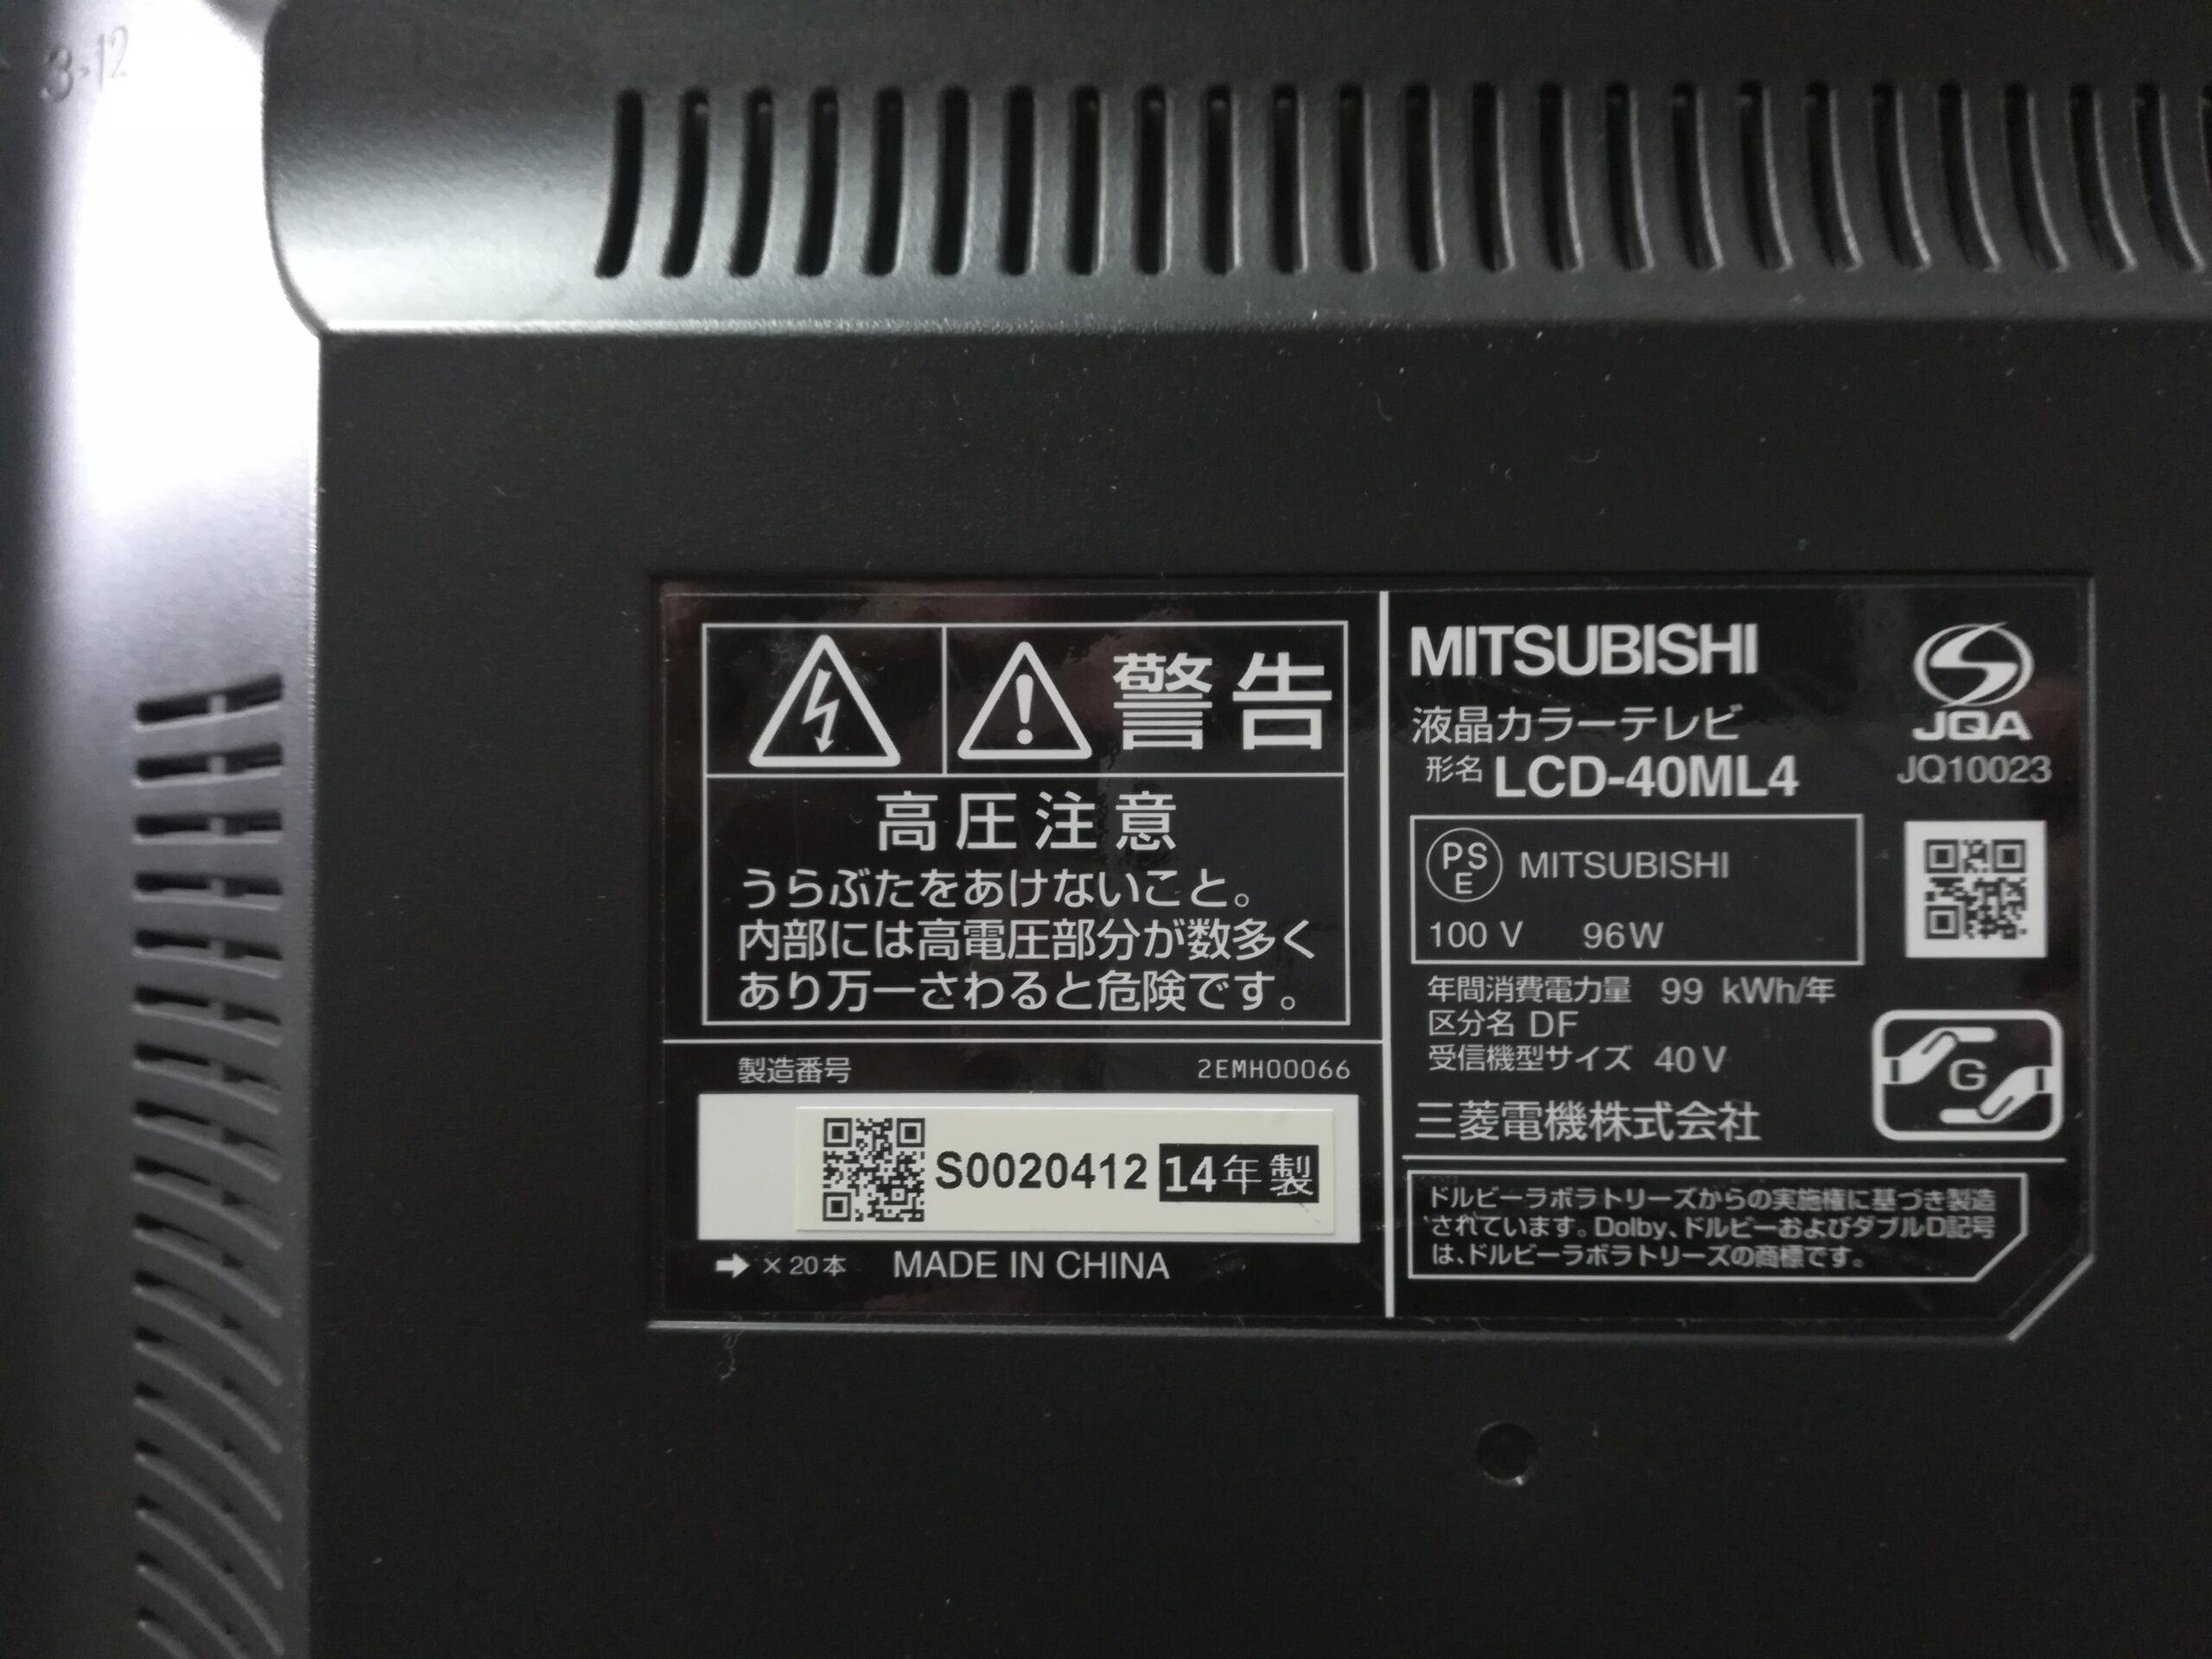 3.12
警告
高圧注意
うらぶたをあけないこと。
内部には高電圧部分が数多く
あり万一さわると危険です。
製造番号 2EMH00066
S0020412 14年製
➡ × 20本 MADE IN CHINA
MITSUBISHI
液晶カラーテレビ
形名 LCD-40ML4
JQA
JQ10023
PS
E
MITSUBISHI
100 V 96W
年間消費電力量 99 kWh/年
区分名 DF
受信機型サイズ 40V
三菱電機株式会社
G
ドルビーラボラトリーズからの実施権に基づき製造
されています。Dolby、ドルビーおよびダブルD記号
は、ドルビーラボラトリーズの商標です。